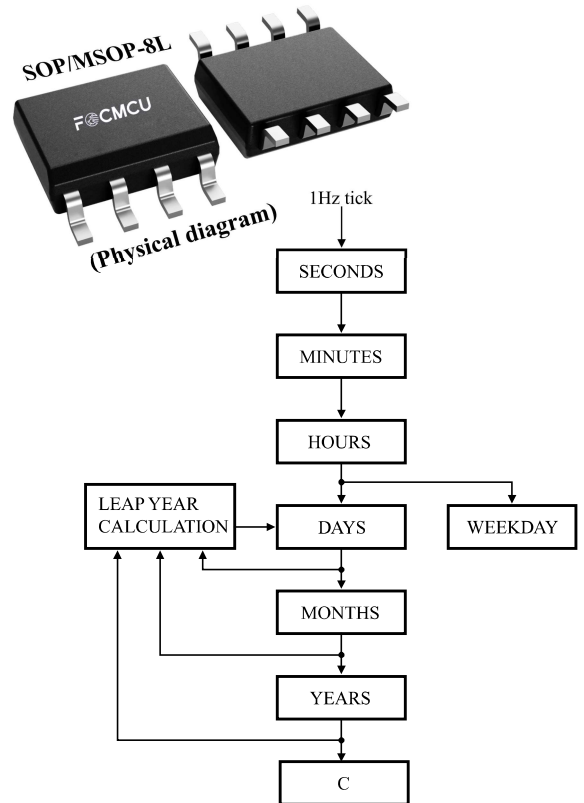 SOP/MSOP-8L
FCMCU
(Physical diagram)
1Hz tick
SECONDS
MINUTES
HOURS
LEAP YEAR
CALCULATION
DAYS
WEEKDAY
MONTHS
YEARS
C